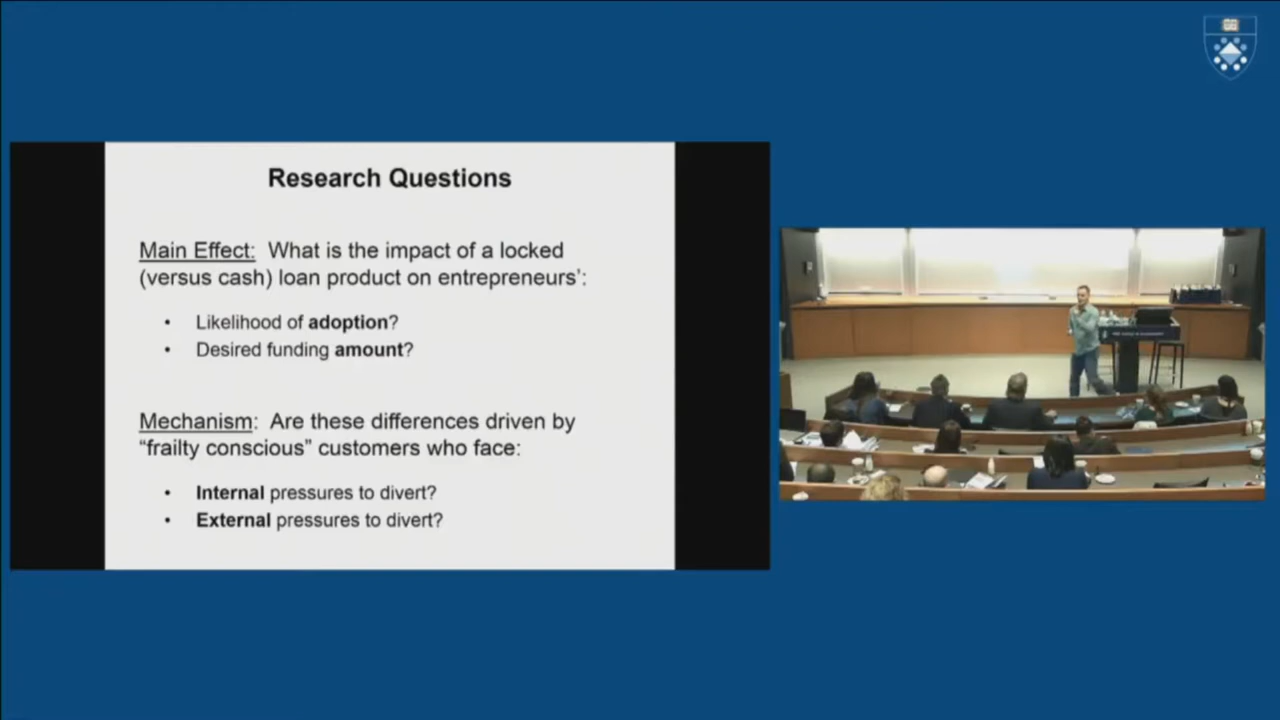 Research Questions
Main Effect: What is the impact of a locked
(versus cash) loan product on entrepreneurs’:
• Likelihood of adoption?
• Desired funding amount?
Mechanism: Are these differences driven by
“frailty conscious” customers who face:
• Internal pressures to divert?
• External pressures to divert?